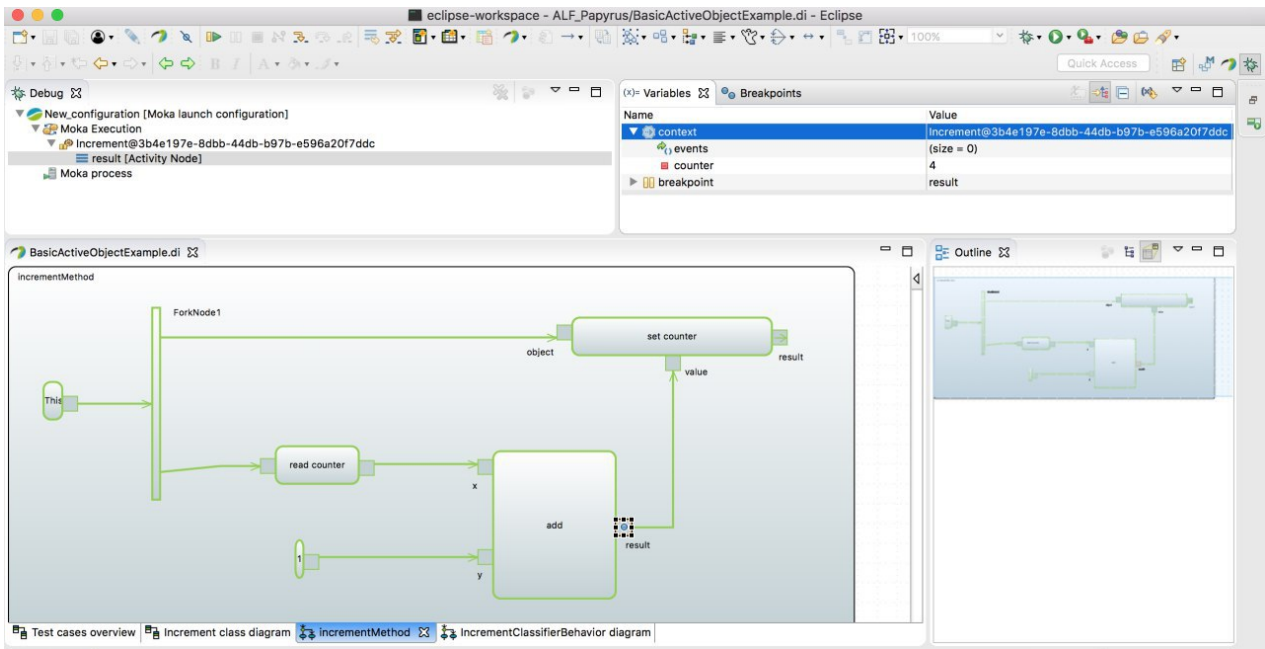 eclipse-workspace - ALF_Papyrus/BasicActiveObjectExample.di - Eclipse
100%
B I A
Quick Access
Debug
New_configuration [Moka launch configuration]
Moka Execution
Increment@3b4e197e-8dbb-44db-b97b-e596a20f7ddc
result [Activity Node]
Moka process
(x)= Variables Breakpoints
Name Value
context Increment@3b4e197e-8dbb-44db-b97b-e596a20f7ddc
events (size = 0)
counter 4
breakpoint result
BasicActiveObjectExample.di
Outline
incrementMethod
ForkNode1
set counter
object
result
value
This
read counter
x
add
result
1
y
Test cases overview Increment class diagram incrementMethod IncrementClassifierBehavior diagram